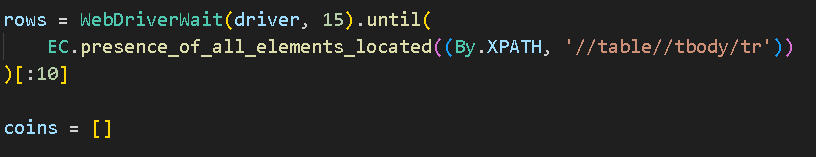 rows = WebDriverWait(driver, 15).until(
    EC.presence_of_all_elements_located((By.XPATH, '//table//tbody/tr'))
)[:10]
coins = []